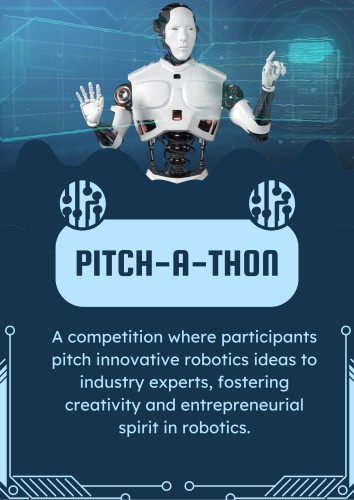 PITCH-A-THON
A competition where participants
pitch innovative robotics ideas to
industry experts, fostering
creativity and entrepreneurial
spirit in robotics.